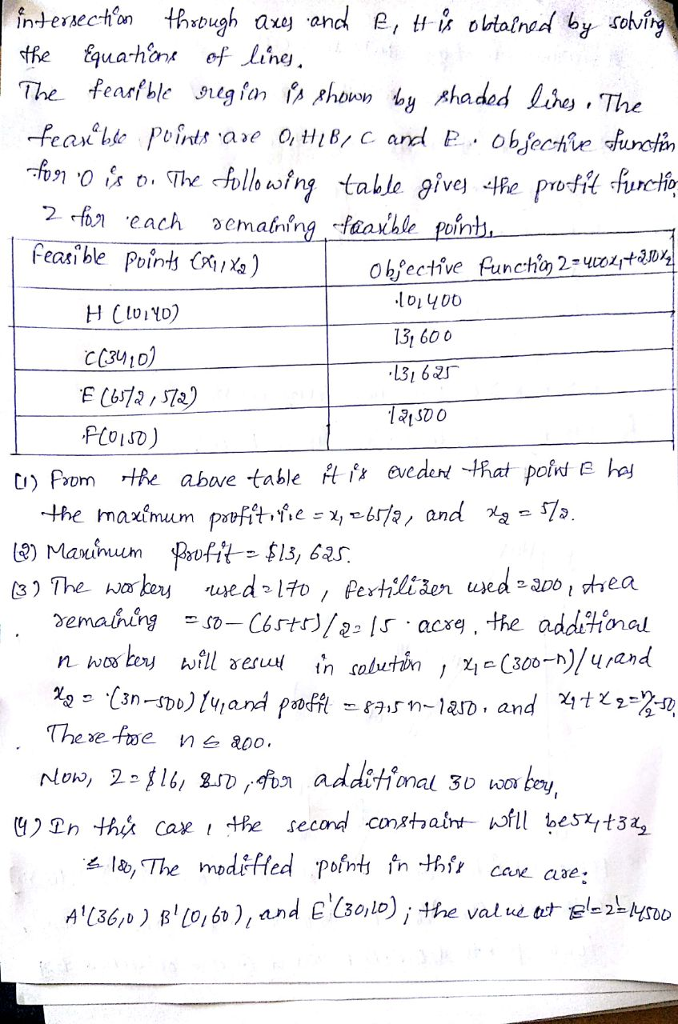 intersection through axes and E, H is obtained by solving
the Equations of lines.
The feasible region is shown by shaded lines. The
feasible points are O, H, B, C and E. Objective function
for O is 0. The following table gives the profit functio
Z for each remaining feasible points.
Feasible points (x₁, x₂) Objective Function Z=400x₁+250x₂
H (10,40) 10,400
C(34,0) 13,600
E (65/2, 5/2) 13,625
F(0,50) 12,500
(1) From the above table it is evedent that point E has
the maximum profit, i.e = x₁ = 65/2, and x₂ = 5/2.
(2) Maximum Profit = $13,625.
(3) The workers used = 170, fertilizer used = 200, Area
remaining = 50 - (65+5)/2 = 15 acres, the additional
n workers will result in solution, x₁ = (300-n)/4, and
x₂ = (3n-500)/4, and profit = 87.5n-1250. and x₁+x₂ = n/2-50.
Therefore n ≤ 200.
Now, Z = $16,250, for additional 30 workers,
(4) In this case, the second constraint will be 5x₁+3x₂
≤ 180, The modified points in this case are:
A'(36,0) B'(0,60), and E'(30,10); the value at E'=Z'=14500